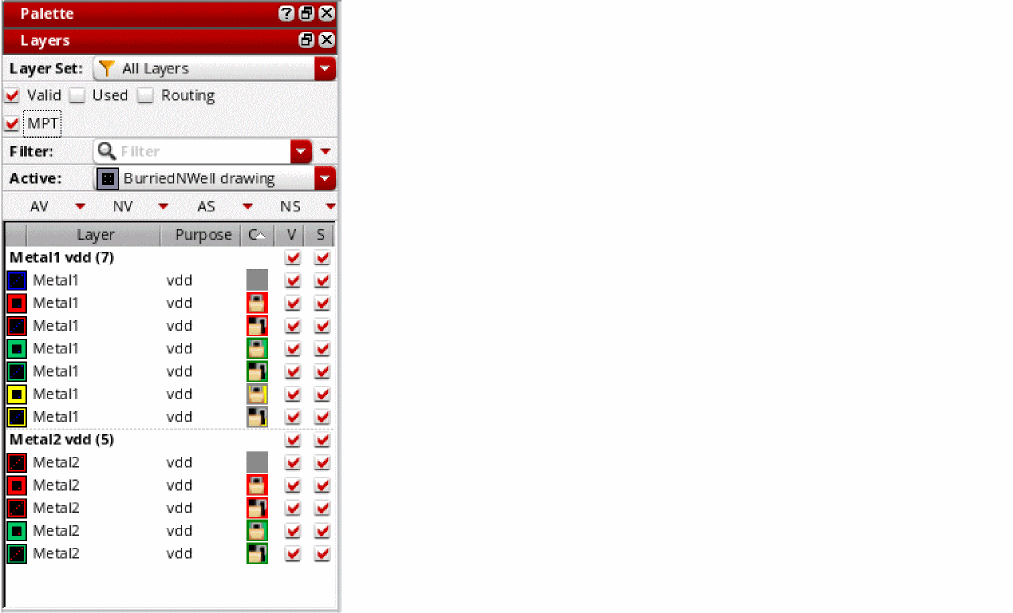 Palette
Layers
Layer Set: All Layers
Valid Used Routing
MPT
Filter: Filter
Active: BurriedNWell drawing
AV NV AS NS
Layer Purpose C V S
Metal1 vdd (7)
Metal1 vdd
Metal1 vdd
Metal1 vdd
Metal1 vdd
Metal1 vdd
Metal1 vdd
Metal1 vdd
Metal2 vdd (5)
Metal2 vdd
Metal2 vdd
Metal2 vdd
Metal2 vdd
Metal2 vdd